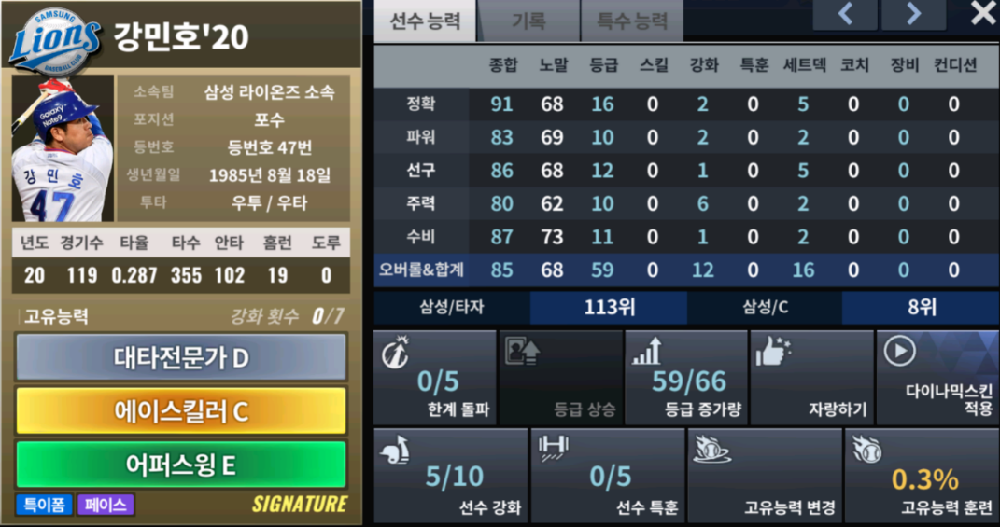 SAMSUNG
Lions
BASEBALL CLUB
강민호'20
소속팀 삼성 라이온즈 소속
포지션 포수
등번호 등번호 47번
생년월일 1985년 8월 18일
투타 우투 / 우타
Galaxy
Note9
강민호
47
년도 경기수 타율 타수 안타 홈런 도루
20 119 0.287 355 102 19 0
고유능력 강화 횟수 0/7
대타전문가 D
에이스킬러 C
어퍼스윙 E
특이폼 페이스 SIGNATURE
선수 능력 기록 특수 능력
종합 노말 등급 스킬 강화 특훈 세트덱 코치 장비 컨디션
정확 91 68 16 0 2 0 5 0 0 0
파워 83 69 10 0 2 0 2 0 0 0
선구 86 68 12 0 1 0 5 0 0 0
주력 80 62 10 0 6 0 2 0 0 0
수비 87 73 11 0 1 0 2 0 0 0
오버롤&합계 85 68 59 0 12 0 16 0 0 0
삼성/타자 113위 삼성/C 8위
0/5
한계 돌파
등급 상승
59/66
등급 증가량
자랑하기
다이나믹스킨
적용
5/10
선수 강화
0/5
선수 특훈
고유능력 변경
0.3%
고유능력 훈련